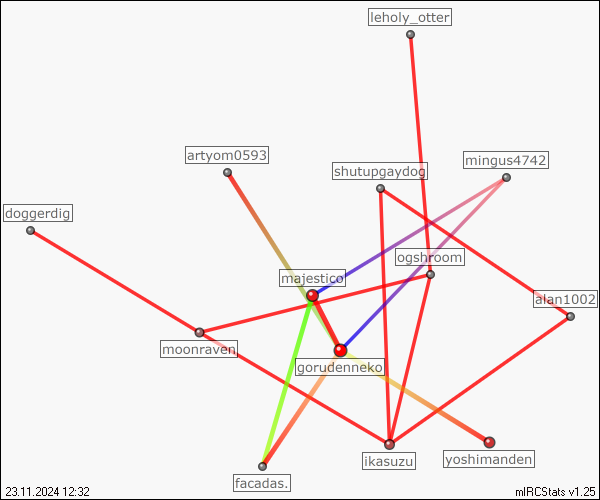 leholy_otter
artyom0593
mingus4742
shutupgaydog
doggerdig
ogshroom
majestico
alan1002
moonraven
gorudenneko
yoshimanden
ikasuzu
facadas.
23.11.2024 12:32
mIRCStats v1.25